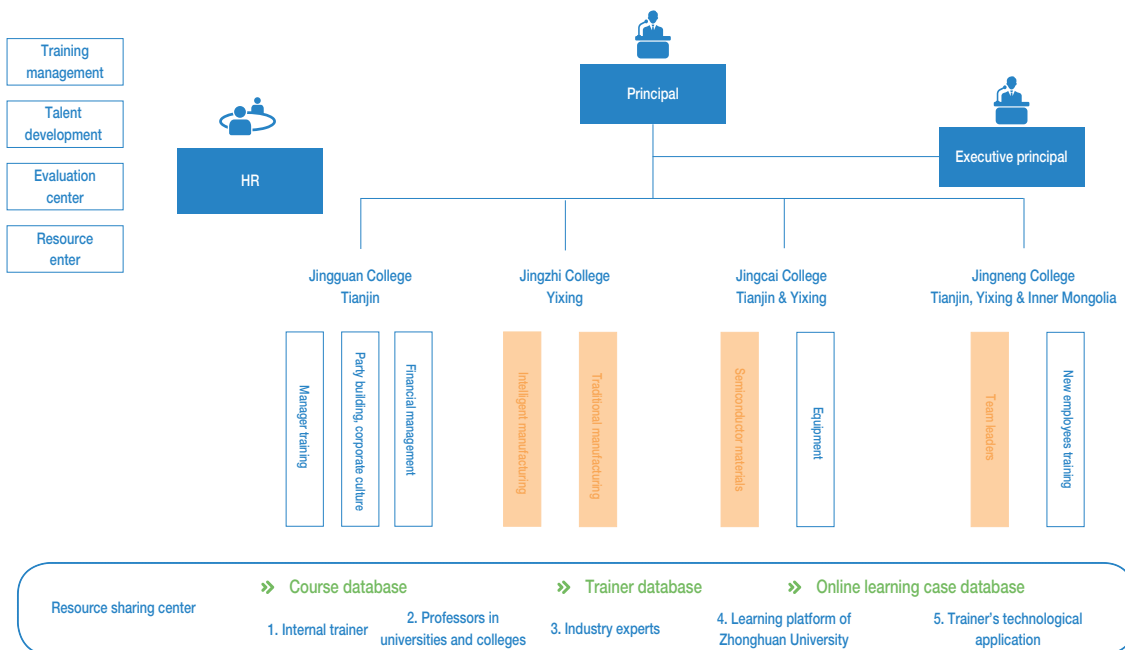 Training
management
Talent
development
Evaluation
center
Resource
enter
HR
Principal
Executive principal
Jingguan College
Tianjin
Jingzhi College
Yixing
Jingcai College
Tianjin & Yixing
Jingneng College
Tianjin, Yixing & Inner Mongolia
Manager training
Party building, corporate culture
Financial management
Intelligent manufacturing
Traditional manufacturing
Semiconductor materials
Equipment
Team leaders
New employees training
Resource sharing center
Course database
Trainer database
Online learning case database
1. Internal trainer
2. Professors in
universities and colleges
3. Industry experts
4. Learning platform of
Zhonghuan University
5. Trainer's technological
application